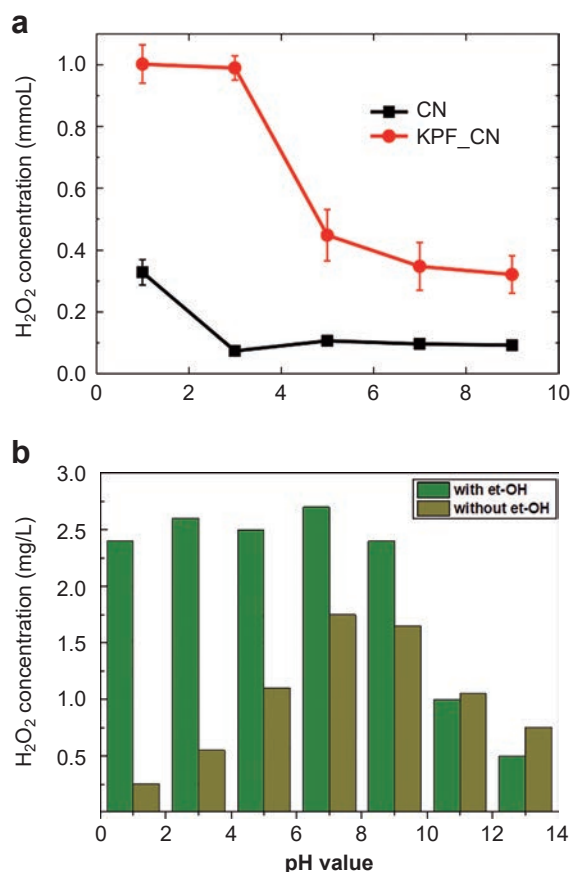 a
H₂O₂ concentration (mmoL)
1.0
0.8
0.6
0.4
0.2
0.0
CN
KPF_CN
0 2 4 6 8 10
b
H₂O₂ concentration (mg/L)
3.0
2.5
2.0
1.5
1.0
0.5
with et-OH
without et-OH
0 2 4 6 8 10 12 14
pH value